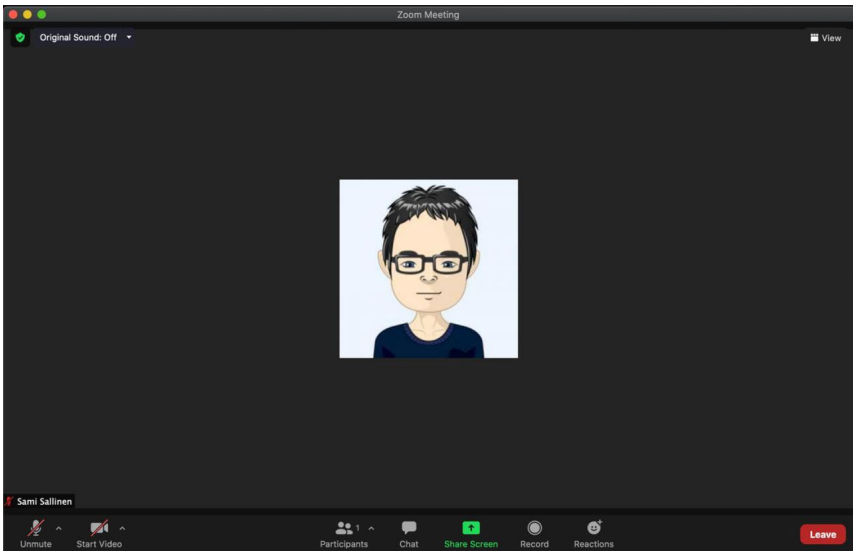 Zoom Meeting
Original Sound: Off
View
Sami Sallinen
Unmute
Start Video
1
Participants
Chat
Share Screen
Record
Reactions
Leave